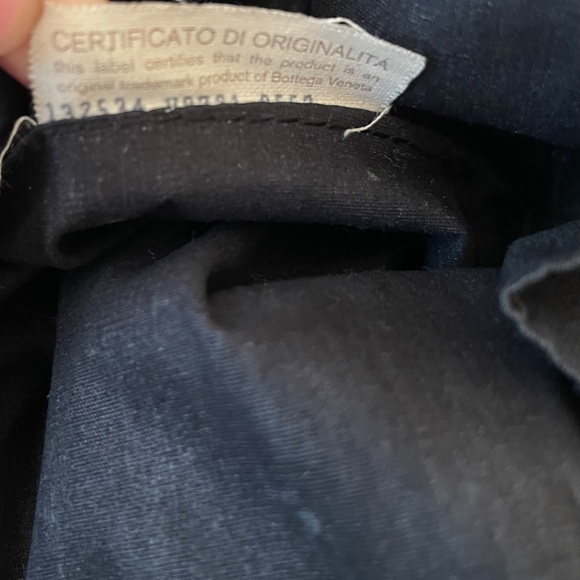 CERTIFICATO DI ORIGINALITA
this label certifies that the product is an
original trademark product of Bottega Veneta
132534